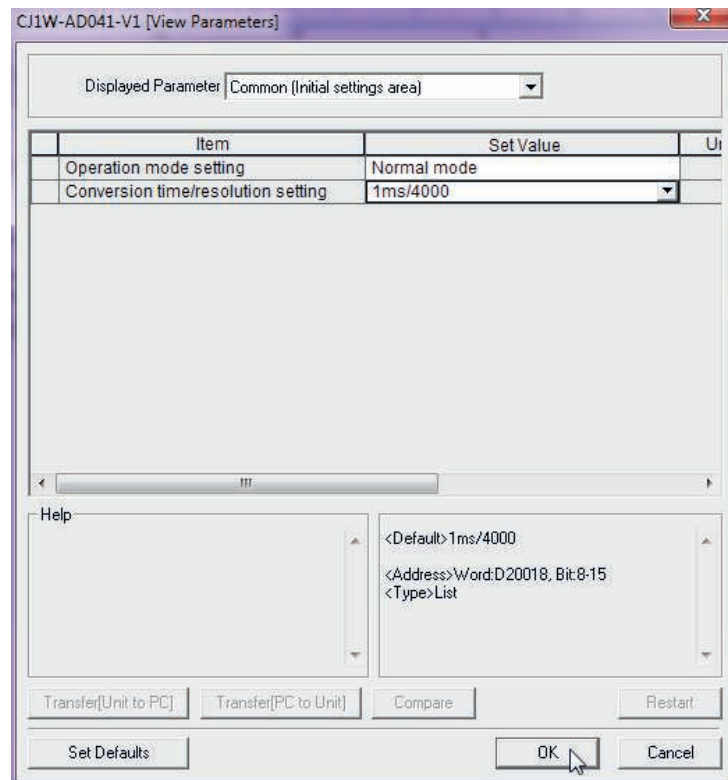 CJ1W-AD041-V1 [View Parameters]
Displayed Parameter Common (Initial settings area)
Item Set Value
Operation mode setting Normal mode
Conversion time/resolution setting 1ms/4000
Help
<Default>1ms/4000
<Address>Word:D20018, Bit:8-15
<Type>List
Transfer[Unit to PC] Transfer[PC to Unit] Compare Restart
Set Defaults OK Cancel